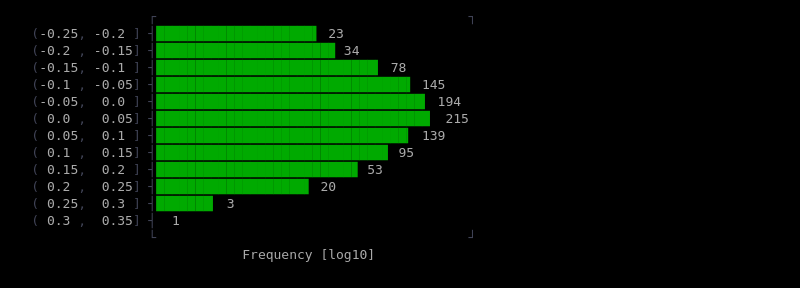 (-0.25, -0.2 ] 23
(-0.2 , -0.15] 34
(-0.15, -0.1 ] 78
(-0.1 , -0.05] 145
(-0.05,  0.0 ] 194
( 0.0 ,  0.05] 215
( 0.05,  0.1 ] 139
( 0.1 ,  0.15] 95
( 0.15,  0.2 ] 53
( 0.2 ,  0.25] 20
( 0.25,  0.3 ] 3
( 0.3 ,  0.35] 1
Frequency [log10]